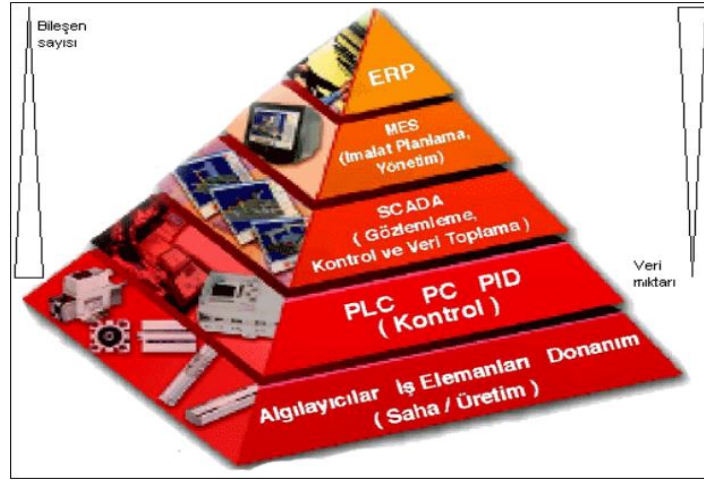 Bileşen
sayısı
ERP
MES
(İmalat Planlama,
Yönetim)
SCADA
( Gözlemleme,
Kontrol ve Veri Toplama )
Veri
miktarı
PLC PC PID
( Kontrol )
Algılayıcılar İş Elemanları Donanım
( Saha / Üretim )